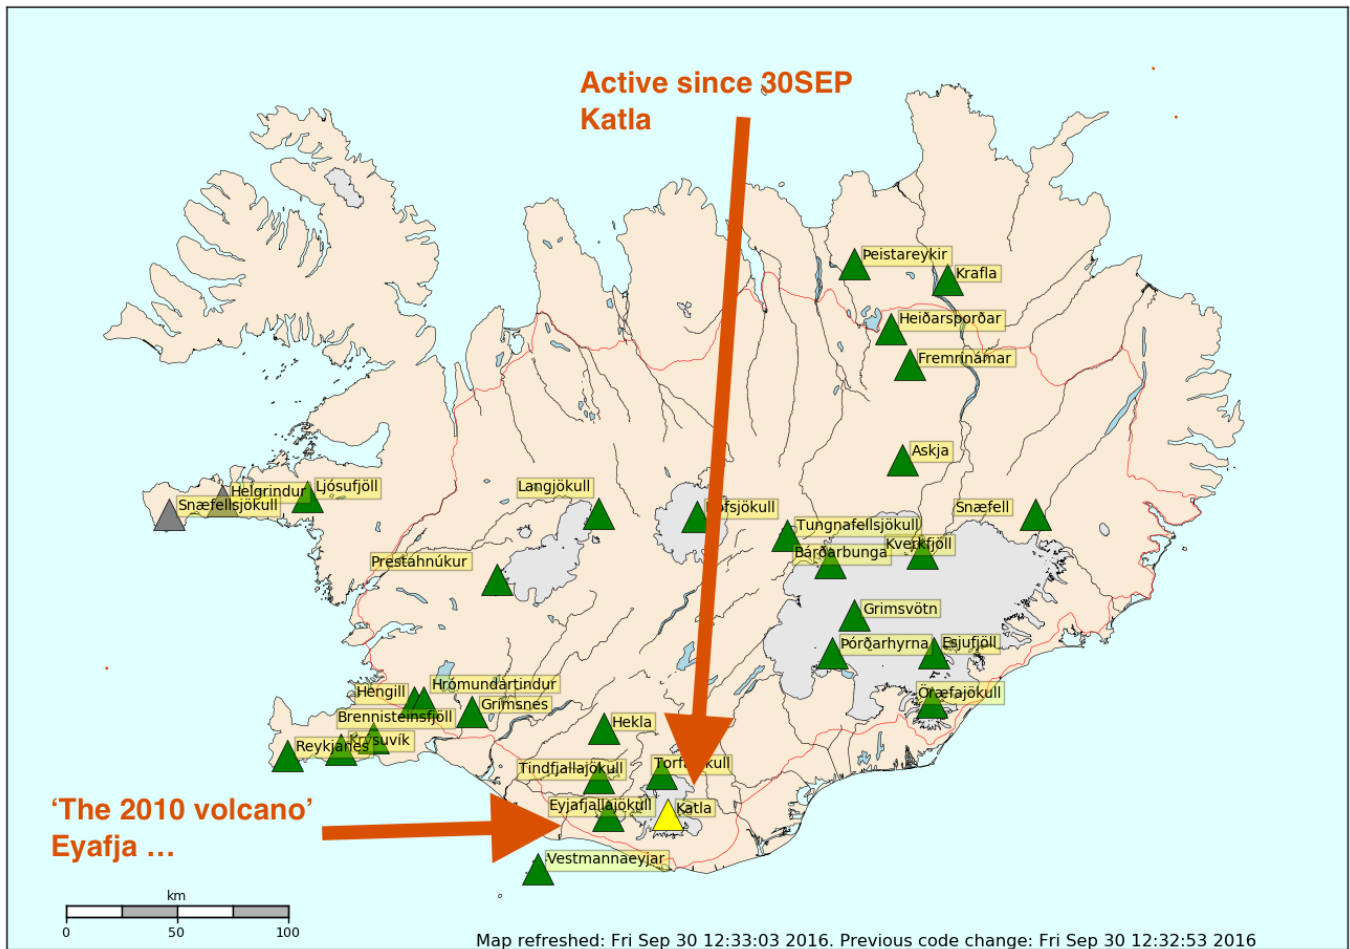 Active since 30SEP
Katla
Þeistareykir
Krafla
Heiðarsporðar
Fremrinámar
Askja
Langjökull
Helgrindur
Ljósufjöll
Snæfellsjökull
Snæfell
Tungnafellsjökull
Bárðarbunga
Kverkfjöll
Prestahnúkur
Grimsvötn
Þórðarhyrna
Esjufjöll
Öræfajökull
Hengill
Hrómundartindur
Grímsnes
Brennisteinsfjöll
Hekla
Reykjanes
Krýsuvík
Tindfjallajökull
Eyjafjallajökull
Katla
‘The 2010 volcano’
Eyafja ...
Vestmannaeyjar
km
0 50 100
Map refreshed: Fri Sep 30 12:33:03 2016. Previous code change: Fri Sep 30 12:32:53 2016